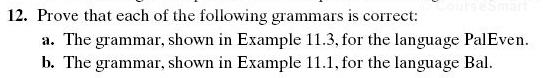 CourseSmart
12. Prove that each of the following grammars is correct:
a. The grammar, shown in Example 11.3, for the language PalEven.
b. The grammar, shown in Example 11.1, for the language Bal.